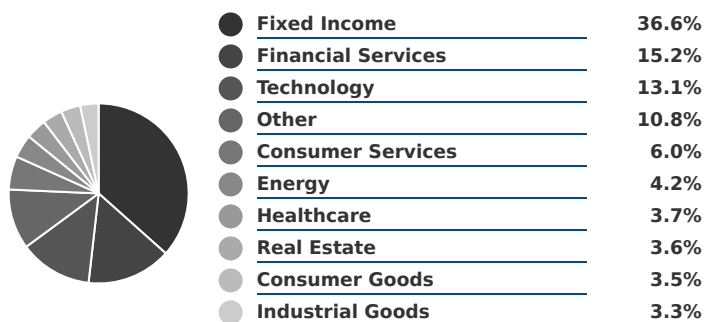 Fixed Income 36.6%
Financial Services 15.2%
Technology 13.1%
Other 10.8%
Consumer Services 6.0%
Energy 4.2%
Healthcare 3.7%
Real Estate 3.6%
Consumer Goods 3.5%
Industrial Goods 3.3%